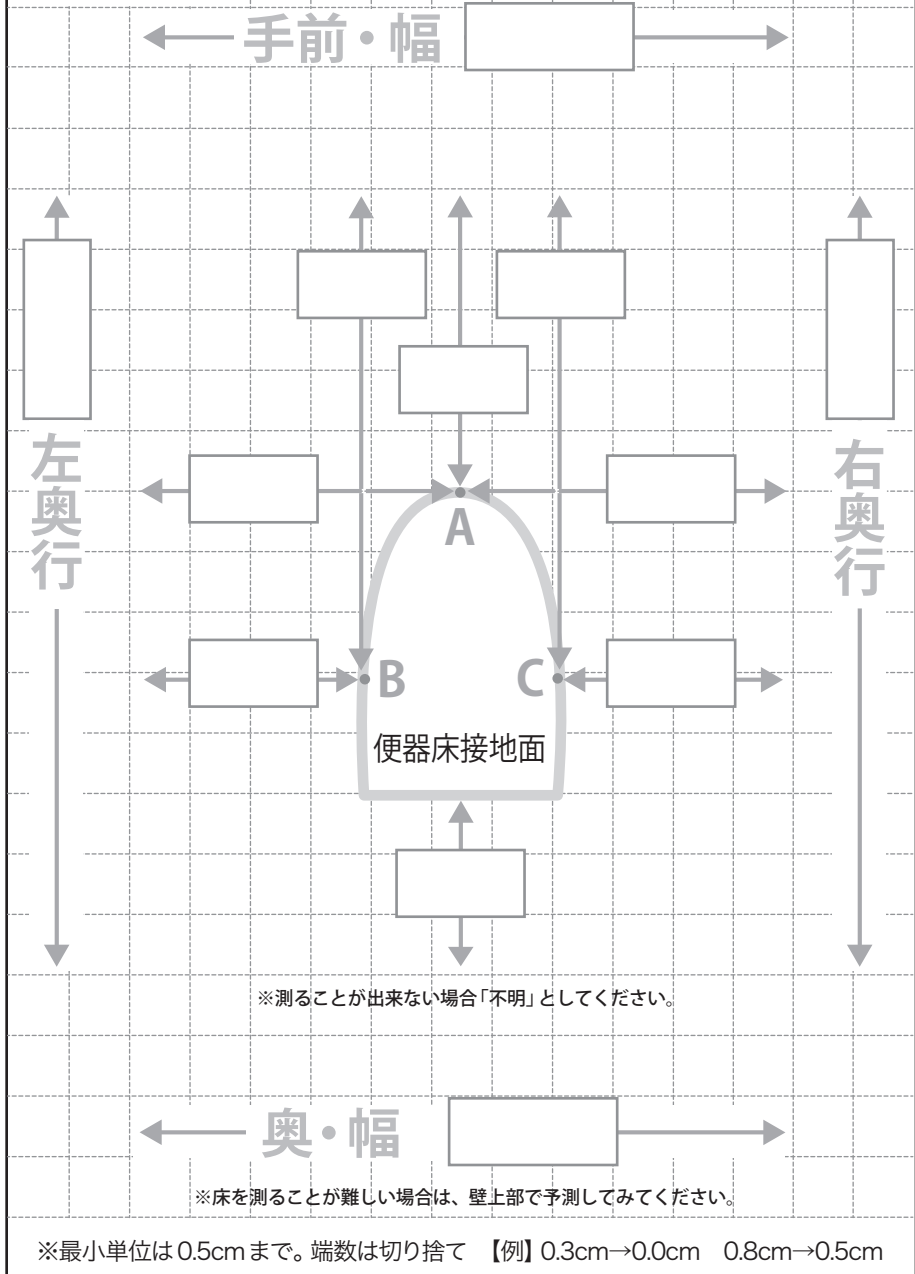 手前・幅
左奥行
右奥行
A
B
C
便器床接地面
※測ることが出来ない場合「不明」としてください。
奥・幅
※床を測ることが難しい場合は、壁上部で予測してみてください。
※最小単位は0.5cmまで。端数は切り捨て 【例】0.3cm→0.0cm 0.8cm→0.5cm